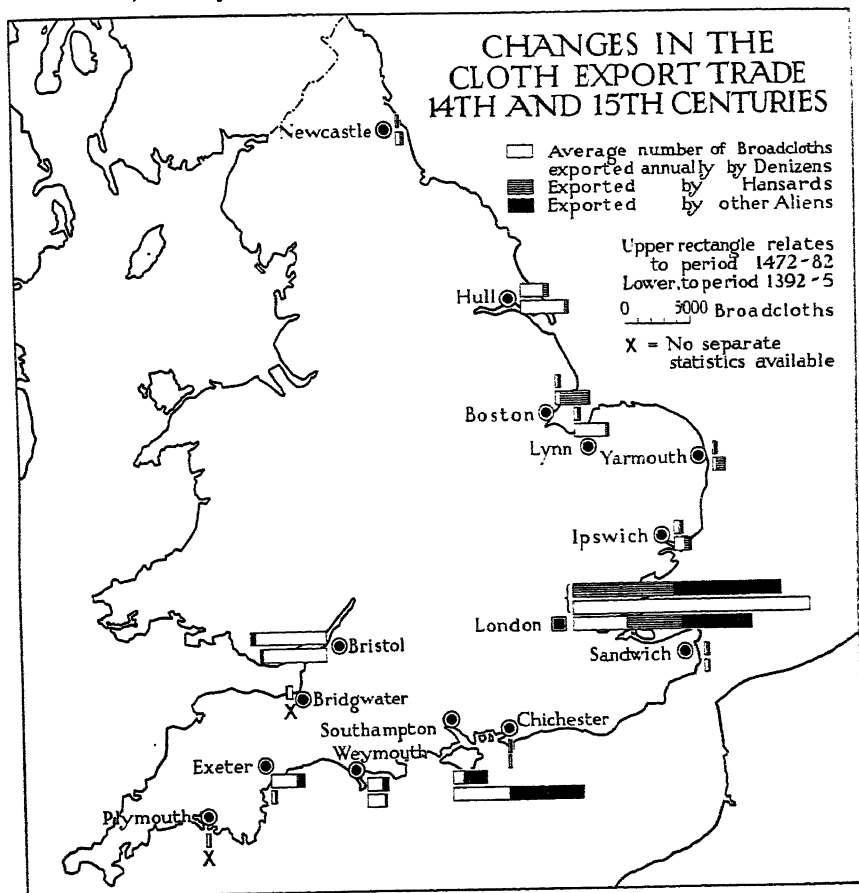 CHANGES IN THE
CLOTH EXPORT TRADE
14TH AND 15TH CENTURIES
Average number of Broadcloths
exported annually by Denizens
Exported by Hansards
Exported by other Aliens
Upper rectangle relates
to period 1472-82
Lower, to period 1392-5
0 5000 Broadcloths
X = No separate
statistics available
Newcastle
Hull
Boston
Lynn
Yarmouth
Ipswich
London
Sandwich
Bristol
Bridgwater
X
Southampton
Chichester
Weymouth
Exeter
Plymouth
X